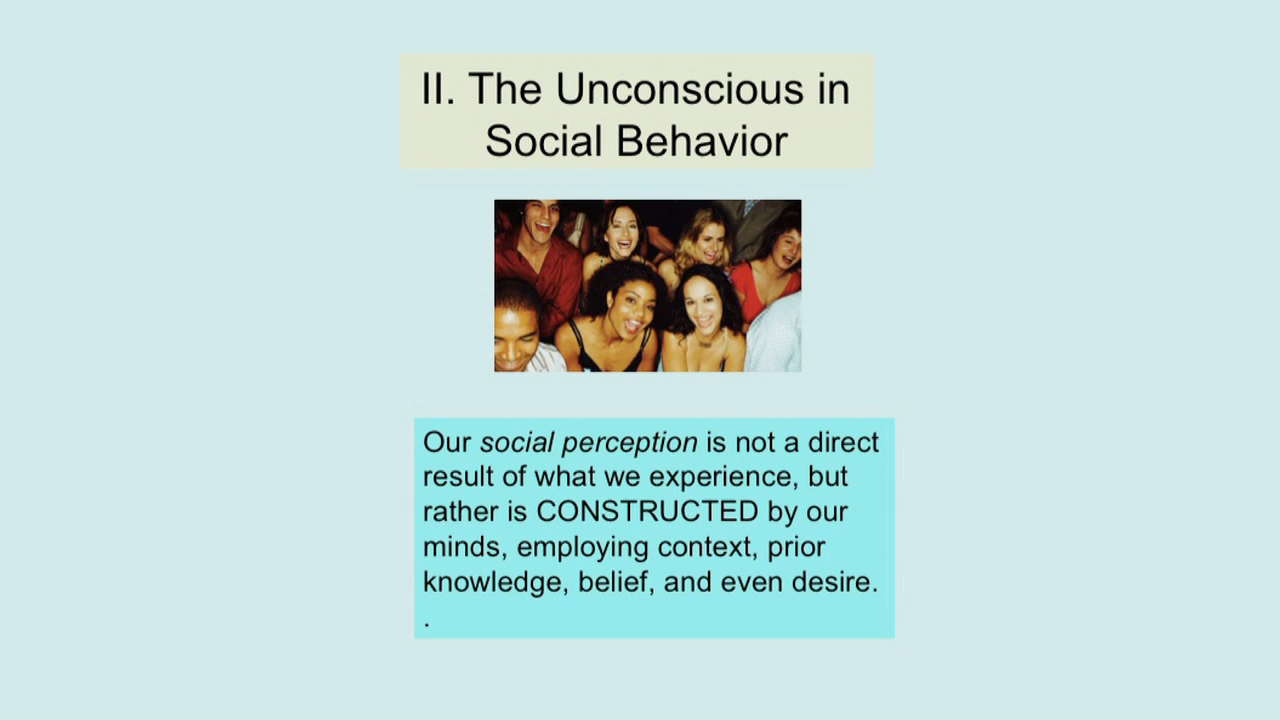 II. The Unconscious in
Social Behavior
Our social perception is not a direct
result of what we experience, but
rather is CONSTRUCTED by our
minds, employing context, prior
knowledge, belief, and even desire.
.